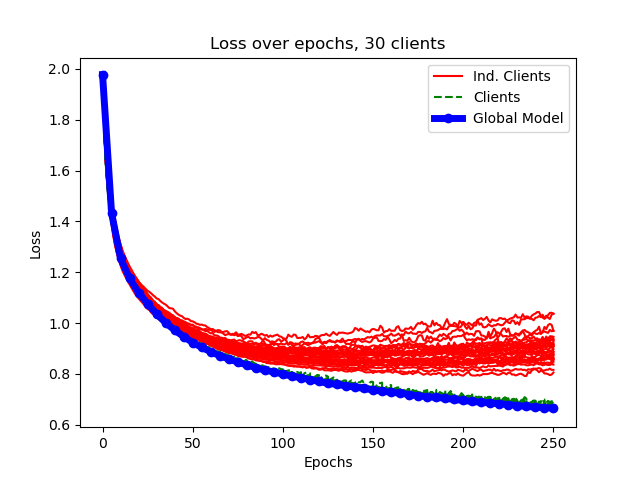 Loss over epochs, 30 clients
Ind. Clients
Clients
Global Model
Loss
2.0
1.8
1.6
1.4
1.2
1.0
0.8
0.6
0
50
100
150
200
250
Epochs